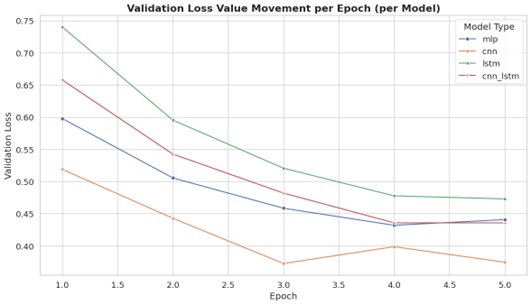 Validation Loss Value Movement per Epoch (per Model)
Validation Loss
0.75
0.70
0.65
0.60
0.55
0.50
0.45
0.40
Model Type
mlp
cnn
lstm
cnn_lstm
1.0 1.5 2.0 2.5 3.0 3.5 4.0 4.5 5.0
Epoch